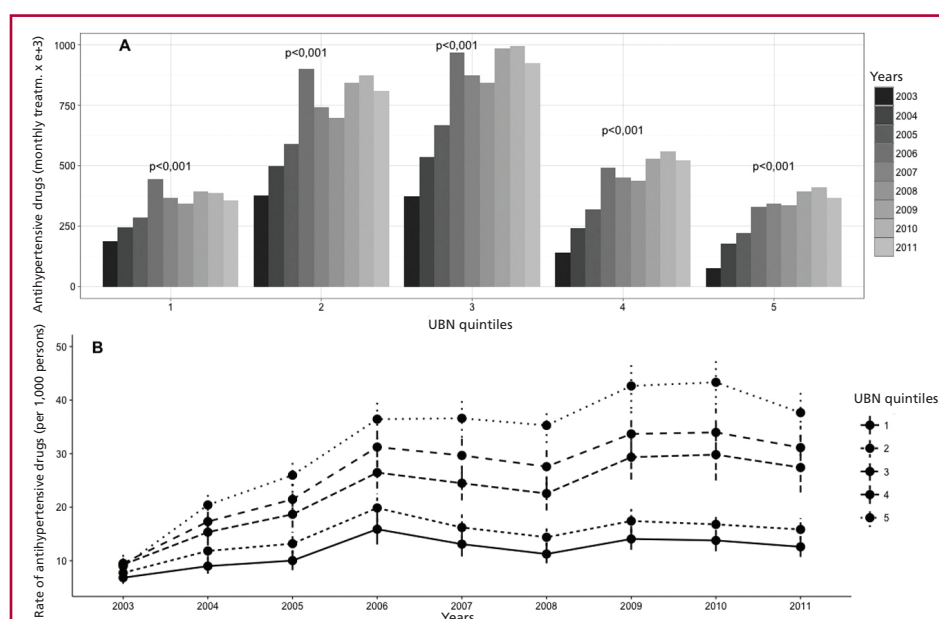 A
Antihypertensive drugs (monthly treatm. x e+3)
1000
750
500
250
0
p<0,001
p<0,001
p<0,001
p<0,001
p<0,001
1
2
3
4
5
UBN quintiles
Years
2003
2004
2005
2006
2007
2008
2009
2010
2011
B
Rate of antihypertensive drugs (per 1,000 persons)
50
40
30
20
10
2003
2004
2005
2006
2007
2008
2009
2010
2011
Years
UBN quintiles
1
2
3
4
5